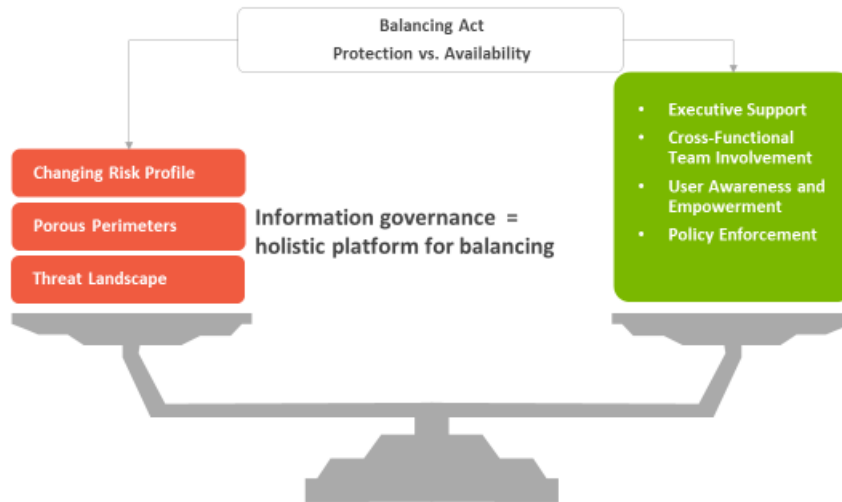 Balancing Act
Protection vs. Availability
Changing Risk Profile
Porous Perimeters
Threat Landscape
Information governance =
holistic platform for balancing
• Executive Support
• Cross-Functional
Team Involvement
• User Awareness and
Empowerment
• Policy Enforcement